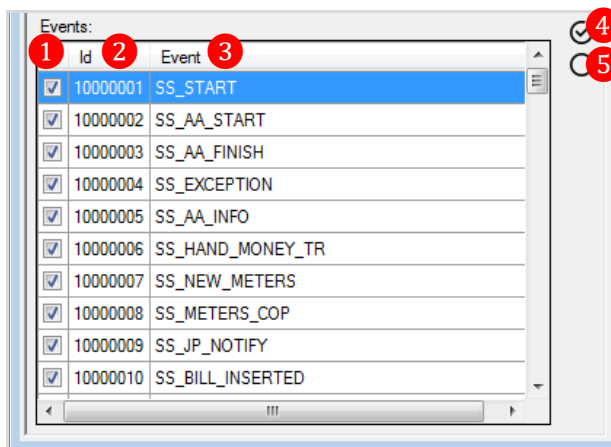 Events:
4
1 Id 2 Event 3
5
10000001 SS_START
10000002 SS_AA_START
10000003 SS_AA_FINISH
10000004 SS_EXCEPTION
10000005 SS_AA_INFO
10000006 SS_HAND_MONEY_TR
10000007 SS_NEW_METERS
10000008 SS_METERS_COP
10000009 SS_JP_NOTIFY
10000010 SS_BILL_INSERTED